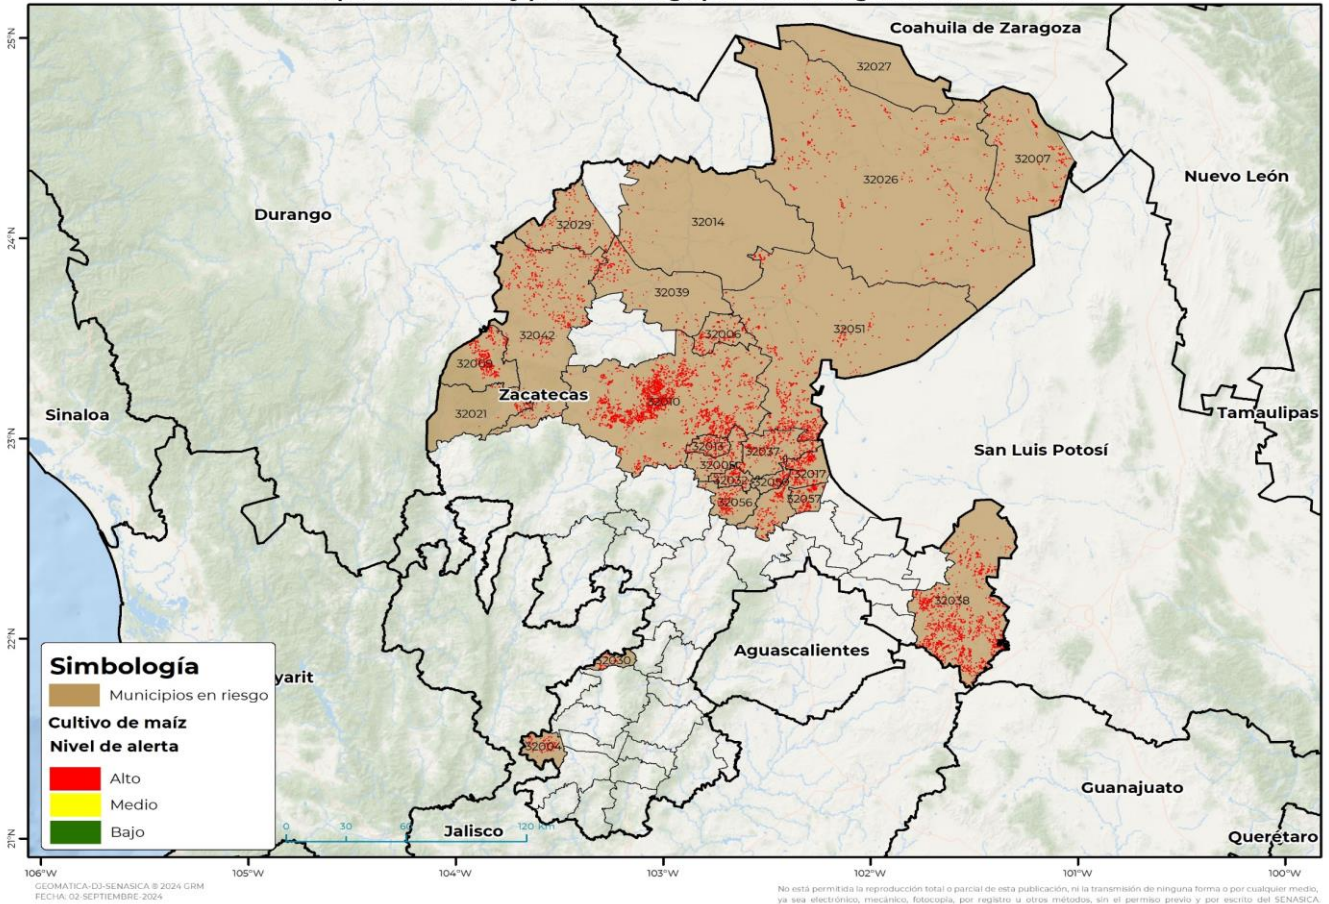 Coahuila de Zaragoza
25°N
32027
32007
32026
Nuevo León
Durango
32014
32029
24°N
32039
32042
32006
32051
Zacatecas
32010
Sinaloa
32021
Tamaulipas
23°N
San Luis Potosí
32037
32017
32056
32057
32038
22°N
Aguascalientes
32030
yarit
32004
Guanajuato
Jalisco
Querétaro
21°N
Simbología
Municipios en riesgo
Cultivo de maíz
Nivel de alerta
Alto
Medio
Bajo
0 30 120 Km
106°W 105°W 104°W 103°W 102°W 101°W 100°W
GEOMATICA-DJ-SENASICA ® 2024 GRM
FECHA: 02-SEPTIEMBRE-2024
No está permitida la reproducción total o parcial de esta publicación, ni la transmisión de ninguna forma o por cualquier medio,
ya sea electrónico, mecánico, fotocopia, por registro u otros métodos, sin el permiso previo y por escrito del SENASICA